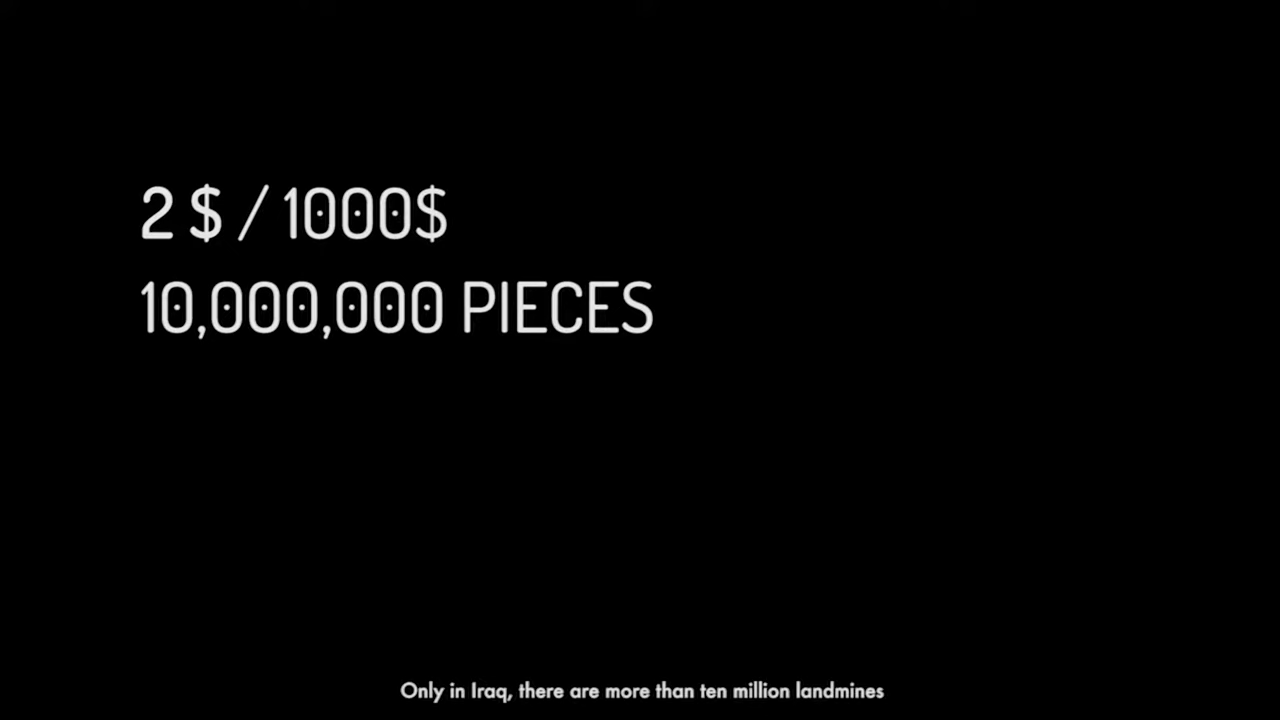 2 $ / 1000$
10,000,000 PIECES
Only in Iraq, there are more than ten million landmines